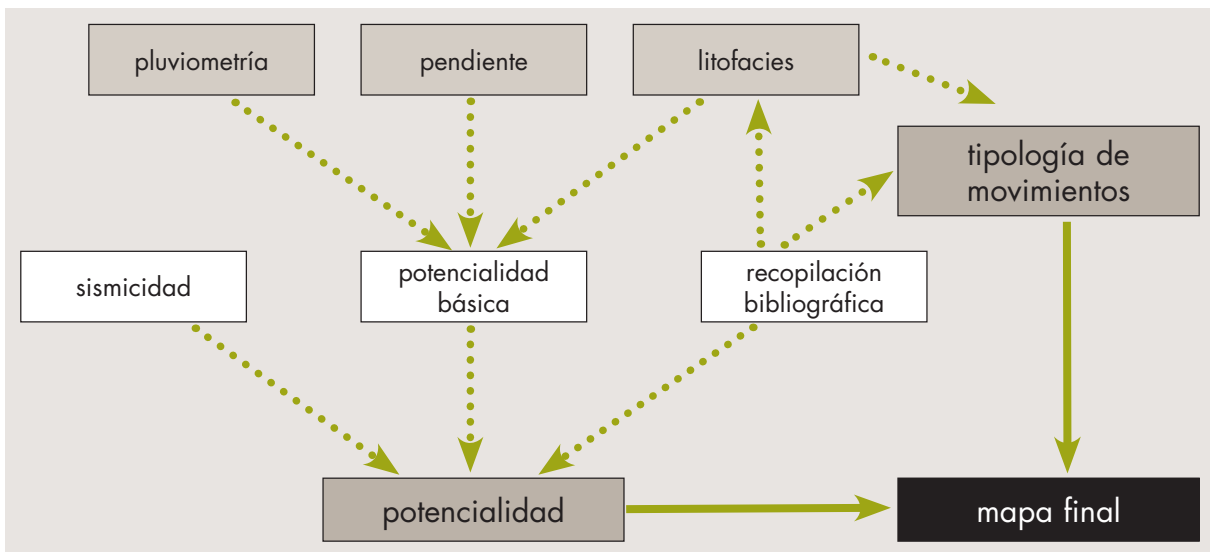 pluviometría
pendiente
litofacies
tipología de
movimientos
sismicidad
potencialidad
básica
recopilación
bibliográfica
potencialidad
mapa final